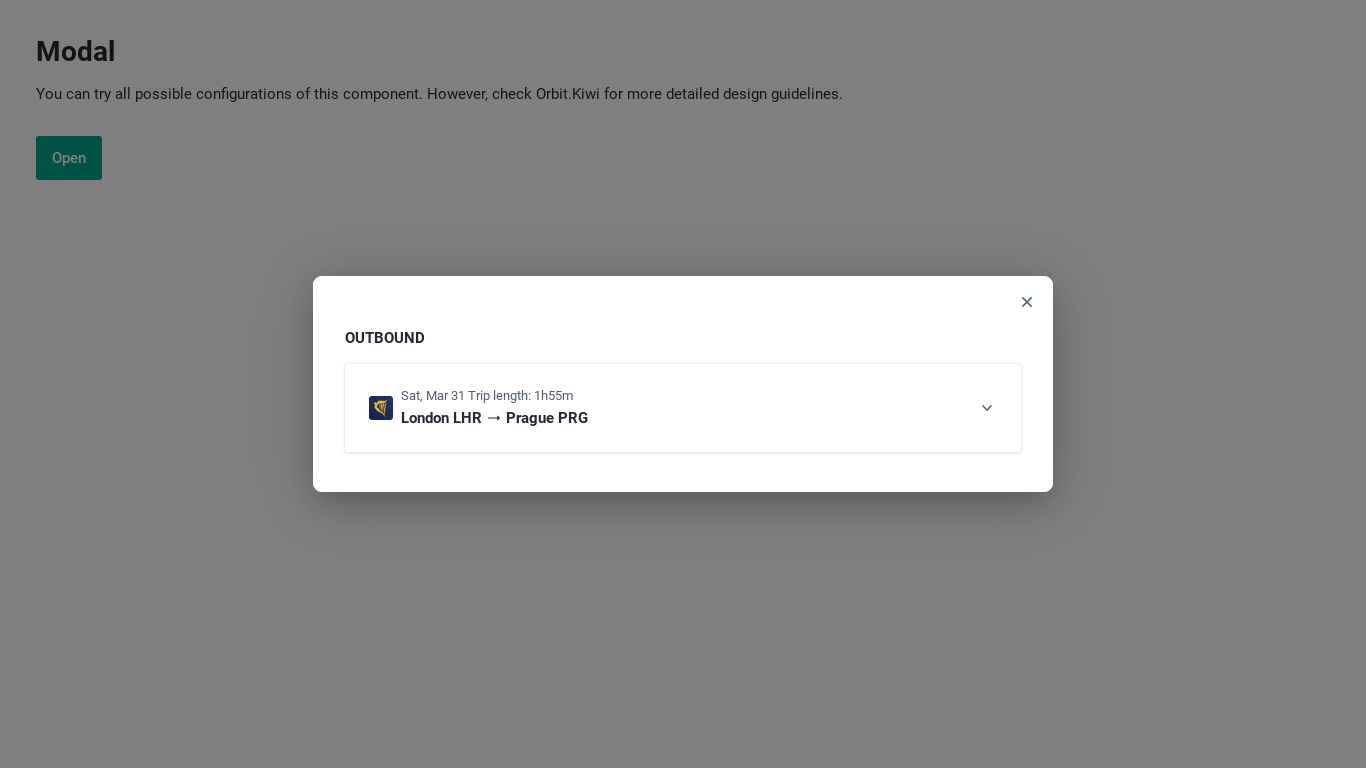 Modal
You can try all possible configurations of this component. However, check Orbit.Kiwi for more detailed design guidelines.
Open
OUTBOUND
Sat, Mar 31 Trip length: 1h55m
London LHR → Prague PRG